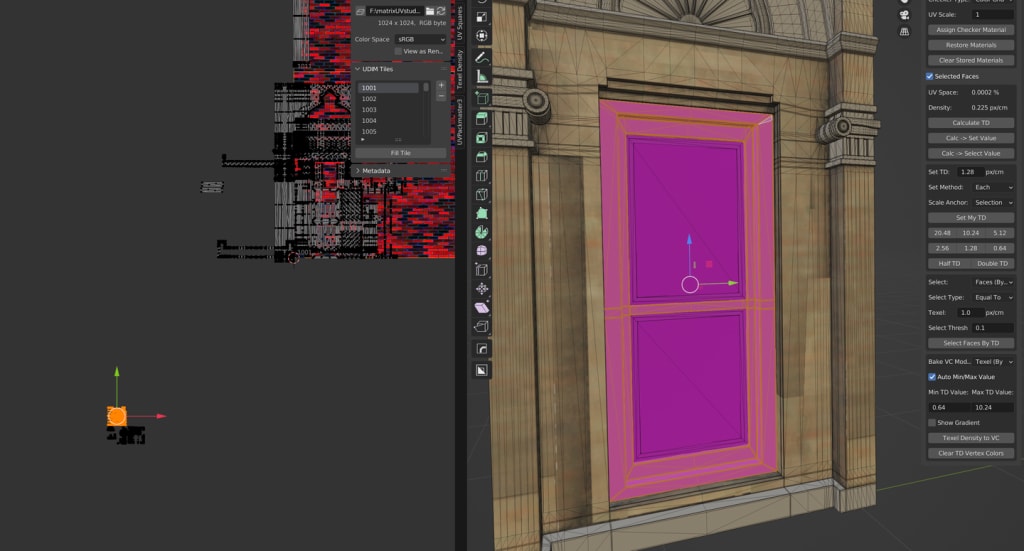 F:\matrixUVstud...
1024 x 1024, RGB byte
Color Space
sRGB
View as Ren...
UDIM Tiles
1001
1002
1003
1004
1005
Fill Tile
Metadata
UV Squares
Texel Density
UVPackmaster3
1011
1001
UV Scale:
1
Assign Checker Material
Restore Materials
Clear Stored Materials
Selected Faces
UV Space:
0.0002 %
Density:
0.225 px/cm
Calculate TD
Calc -> Set Value
Calc -> Select Value
Set TD:
1.28
px/cm
Set Method:
Each
Scale Anchor:
Selection
Set My TD
20.48
10.24
5.12
2.56
1.28
0.64
Half TD
Double TD
Select:
Faces (By...
Select Type:
Equal To
Texel:
1.0
px/cm
Select Thresh
0.1
Select Faces By TD
Bake VC Mod...
Texel (By
Auto Min/Max Value
Min TD Value:
Max TD Value:
0.64
10.24
Show Gradient
Texel Density to VC
Clear TD Vertex Colors